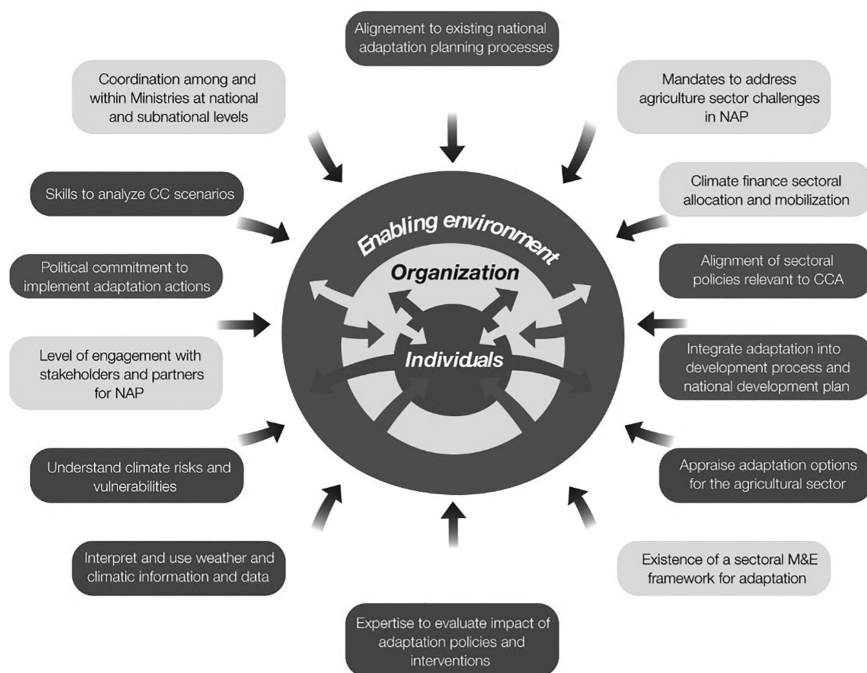 Alignement to existing national
adaptation planning processes
Coordination among and
within Ministries at national
and subnational levels
Mandates to address
agriculture sector challenges
in NAP
Skills to analyze CC scenarios
Climate finance sectoral
allocation and mobilization
Political commitment to
implement adaptation actions
Alignment of sectoral
policies relevant to CCA
Enabling environment
Organization
Individuals
Level of engagement with
stakeholders and partners
for NAP
Integrate adaptation into
development process and
national development plan
Understand climate risks and
vulnerabilities
Appraise adaptation options
for the agricultural sector
Interpret and use weather and
climatic information and data
Existence of a sectoral M&E
framework for adaptation
Expertise to evaluate impact of
adaptation policies and
interventions